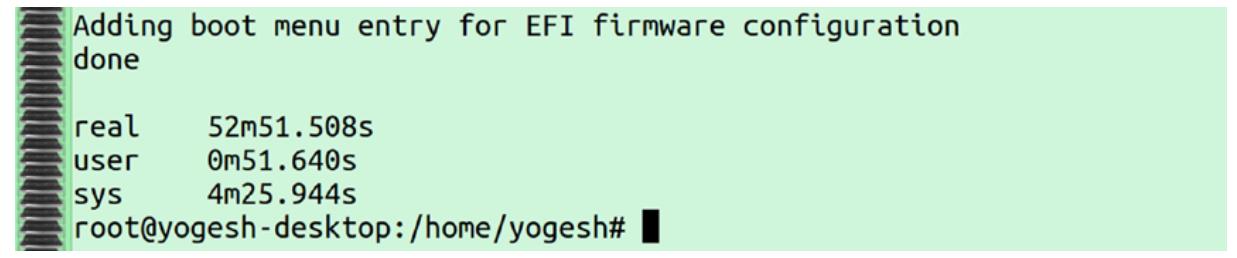 Adding boot menu entry for EFI firmware configuration
done
real    52m51.508s
user    0m51.640s
sys     4m25.944s
root@yogesh-desktop:/home/yogesh#